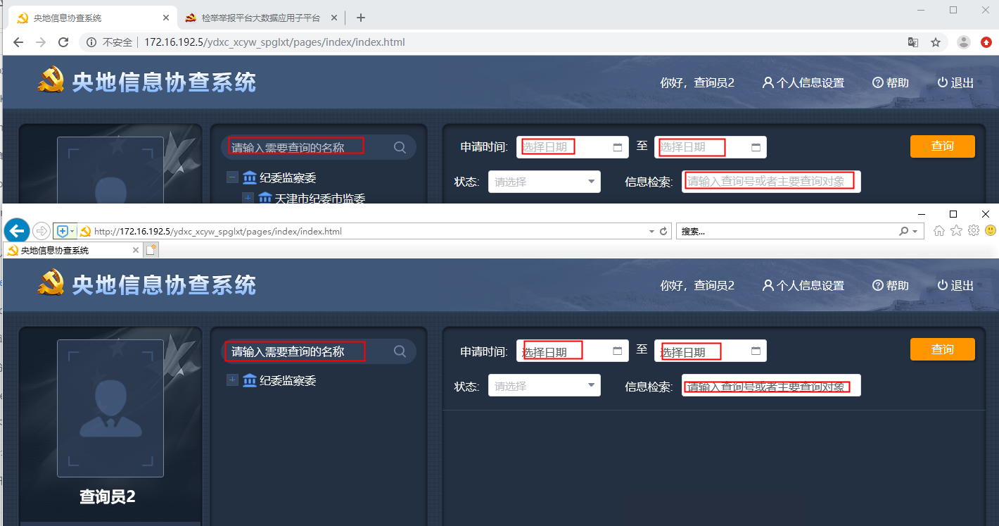 央地信息协查系统
检举举报平台大数据应用子平台
不安全
172.16.192.5/ydxc_xcyw_spglxt/pages/index/index.html
央地信息协查系统
你好，查询员2
个人信息设置
帮助
退出
请输入需要查询的名称
纪委监察委
天津市纪委市监委
申请时间:
选择日期
至
选择日期
查询
状态:
请选择
信息检索:
请输入查询号或者主要查询对象
http://172.16.192.5/ydxc_xcyw_spglxt/pages/index/index.html
搜索...
央地信息协查系统
央地信息协查系统
你好，查询员2
个人信息设置
帮助
退出
查询员2
请输入需要查询的名称
纪委监察委
申请时间:
选择日期
至
选择日期
查询
状态:
请选择
信息检索:
请输入查询号或者主要查询对象